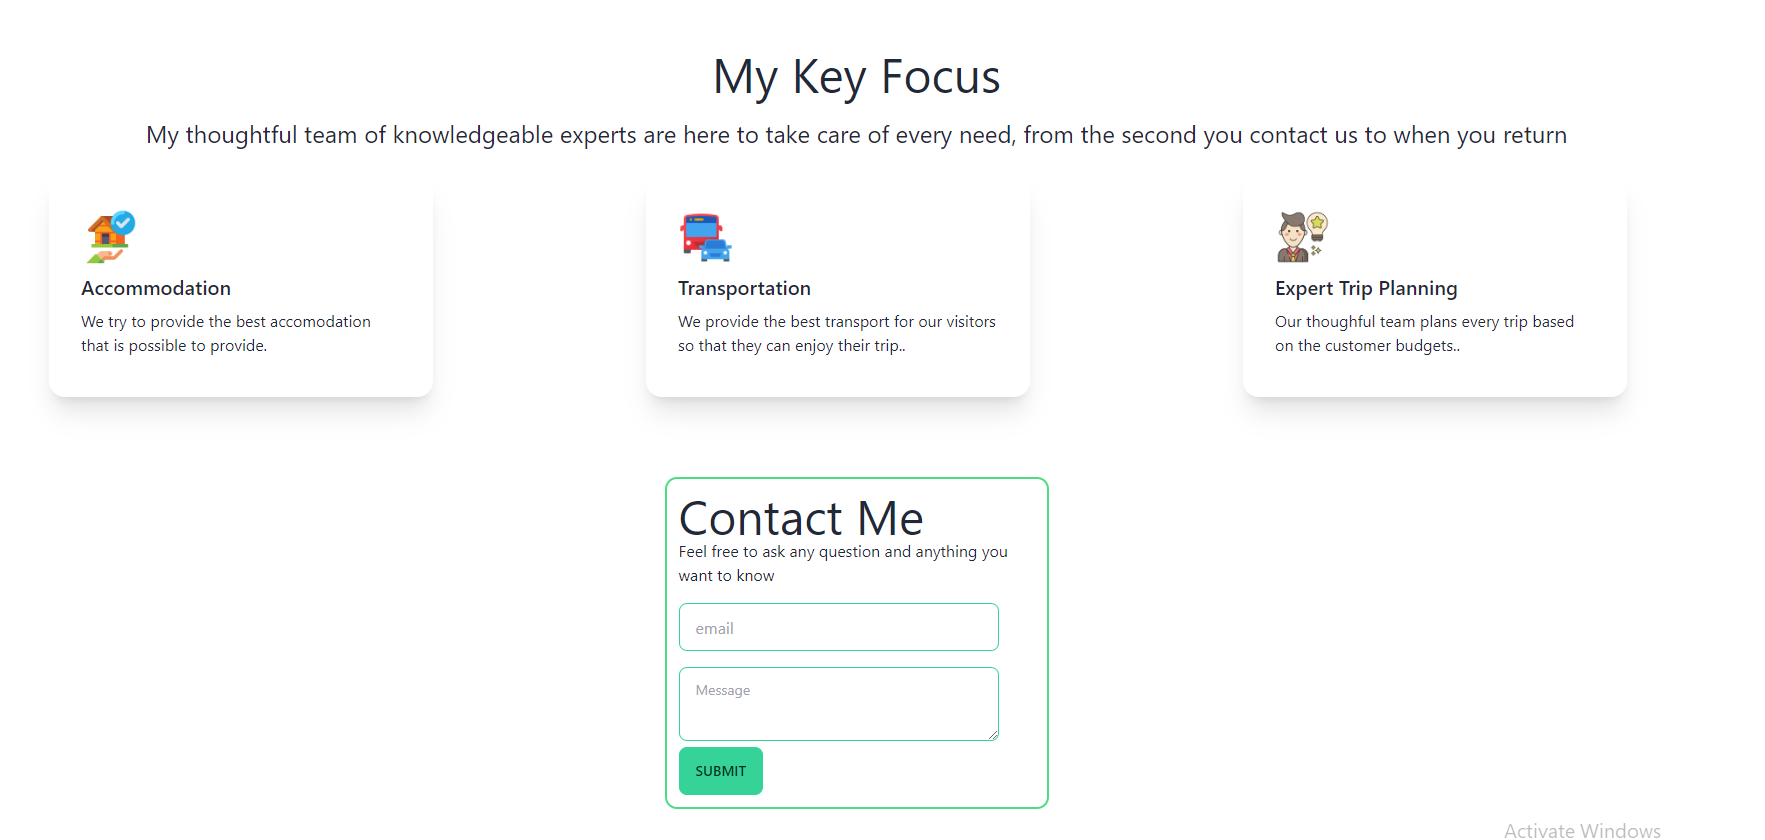 My Key Focus
My thoughtful team of knowledgeable experts are here to take care of every need, from the second you contact us to when you return
Accommodation
We try to provide the best accomodation
that is possible to provide.
Transportation
We provide the best transport for our visitors
so that they can enjoy their trip..
Expert Trip Planning
Our thoughful team plans every trip based
on the customer budgets..
Contact Me
Feel free to ask any question and anything you
want to know
email
Message
SUBMIT
Activate Windows